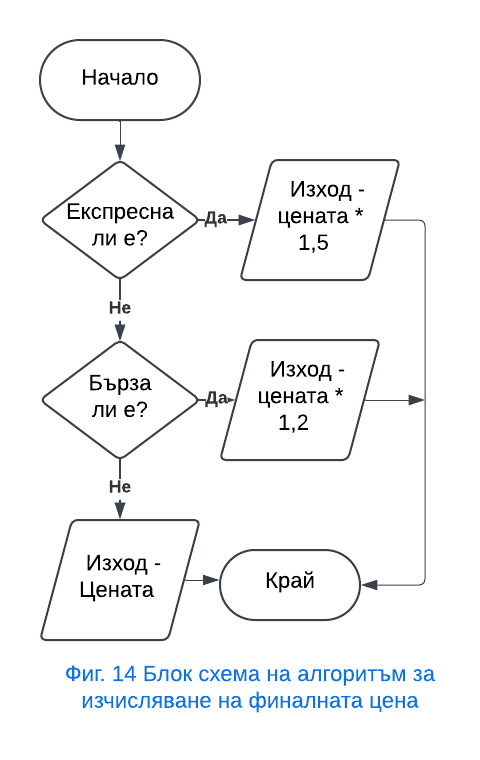 Начало
Експресна
ли е?
Да
Изход -
цената *
1,5
Не
Бърза
ли е?
Да
Изход -
цената *
1,2
Не
Изход -
Цената
Край
Фиг. 14 Блок схема на алгоритъм за
изчисляване на финалната цена